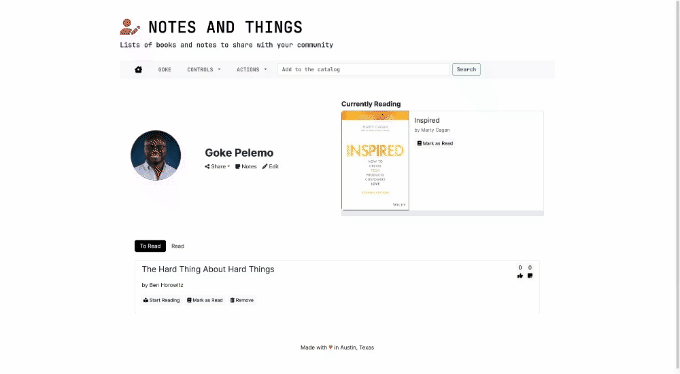 NOTES AND THINGS
Lists of books and notes to share with your community
GOKE CONTROLS ACTIONS Add to the catalog Search
Currently Reading
MARTY CAGAN
INSPIRED
HOW TO
CREATE
TECH
PRODUCTS
CUSTOMERS
LOVE
WILEY
Inspired
by Marty Cagan
Mark as Read
Goke Pelemo
Share Notes Edit
To Read Read
The Hard Thing About Hard Things
0 0
by Ben Horowitz
Start Reading Mark as Read Remove
Made with ♥ in Austin, Texas